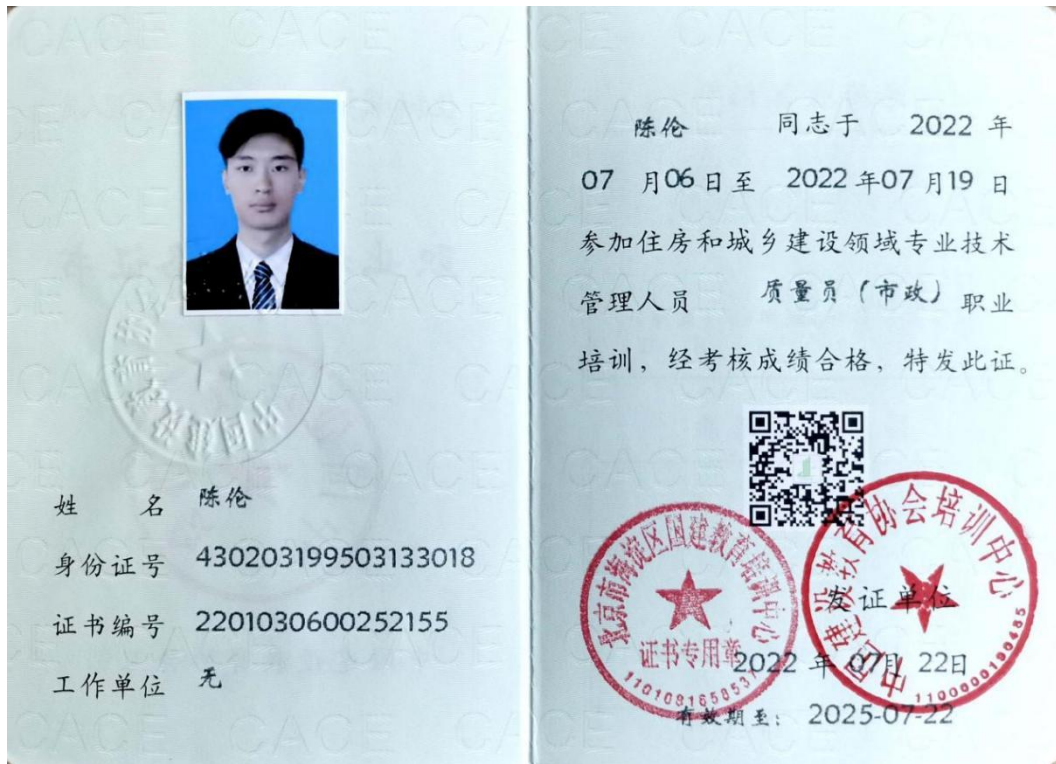 姓 名 陈伦
身份证号 430203199503133018
证书编号 2201030600252155
工作单位 无
陈伦 同志于 2022 年
07 月06 日至 2022 年07 月19 日
参加住房和城乡建设领域专业技术
管理人员 质量员（市政） 职业
培训，经考核成绩合格，特发此证。
北京市海淀区国建教育培训中心
证书专用章
中国建设教育协会培训中心
发证单位
2022 年 07月 22日
有效期至： 2025-07-22
CACE